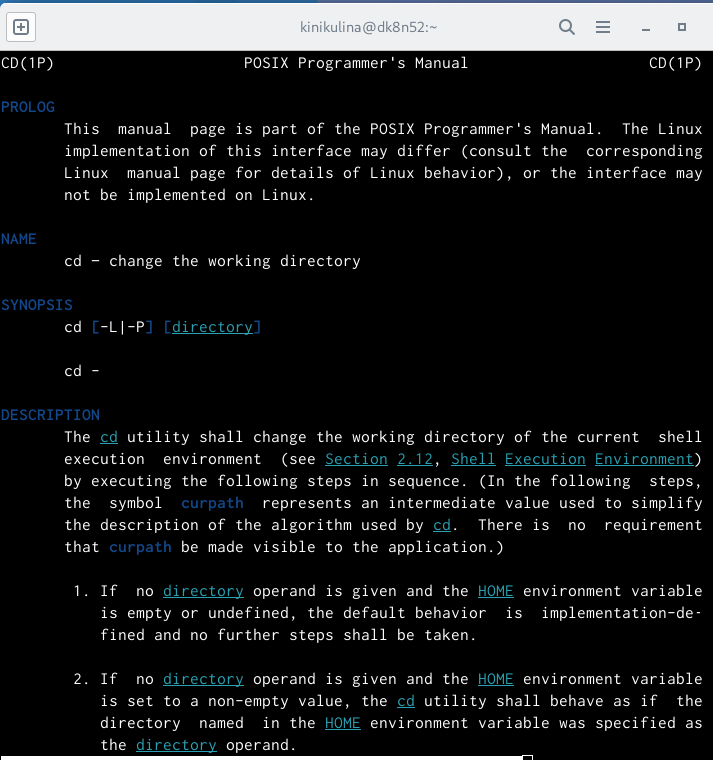 kinikulina@dk8n52:~
CD(1P) POSIX Programmer's Manual CD(1P)
PROLOG
This manual page is part of the POSIX Programmer's Manual. The Linux
implementation of this interface may differ (consult the corresponding
Linux manual page for details of Linux behavior), or the interface may
not be implemented on Linux.
NAME
cd – change the working directory
SYNOPSIS
cd [-L|-P] [directory]
cd -
DESCRIPTION
The cd utility shall change the working directory of the current shell
execution environment (see Section 2.12, Shell Execution Environment)
by executing the following steps in sequence. (In the following steps,
the symbol curpath represents an intermediate value used to simplify
the description of the algorithm used by cd. There is no requirement
that curpath be made visible to the application.)
1. If no directory operand is given and the HOME environment variable
is empty or undefined, the default behavior is implementation-de‐
fined and no further steps shall be taken.
2. If no directory operand is given and the HOME environment variable
is set to a non-empty value, the cd utility shall behave as if the
directory named in the HOME environment variable was specified as
the directory operand.